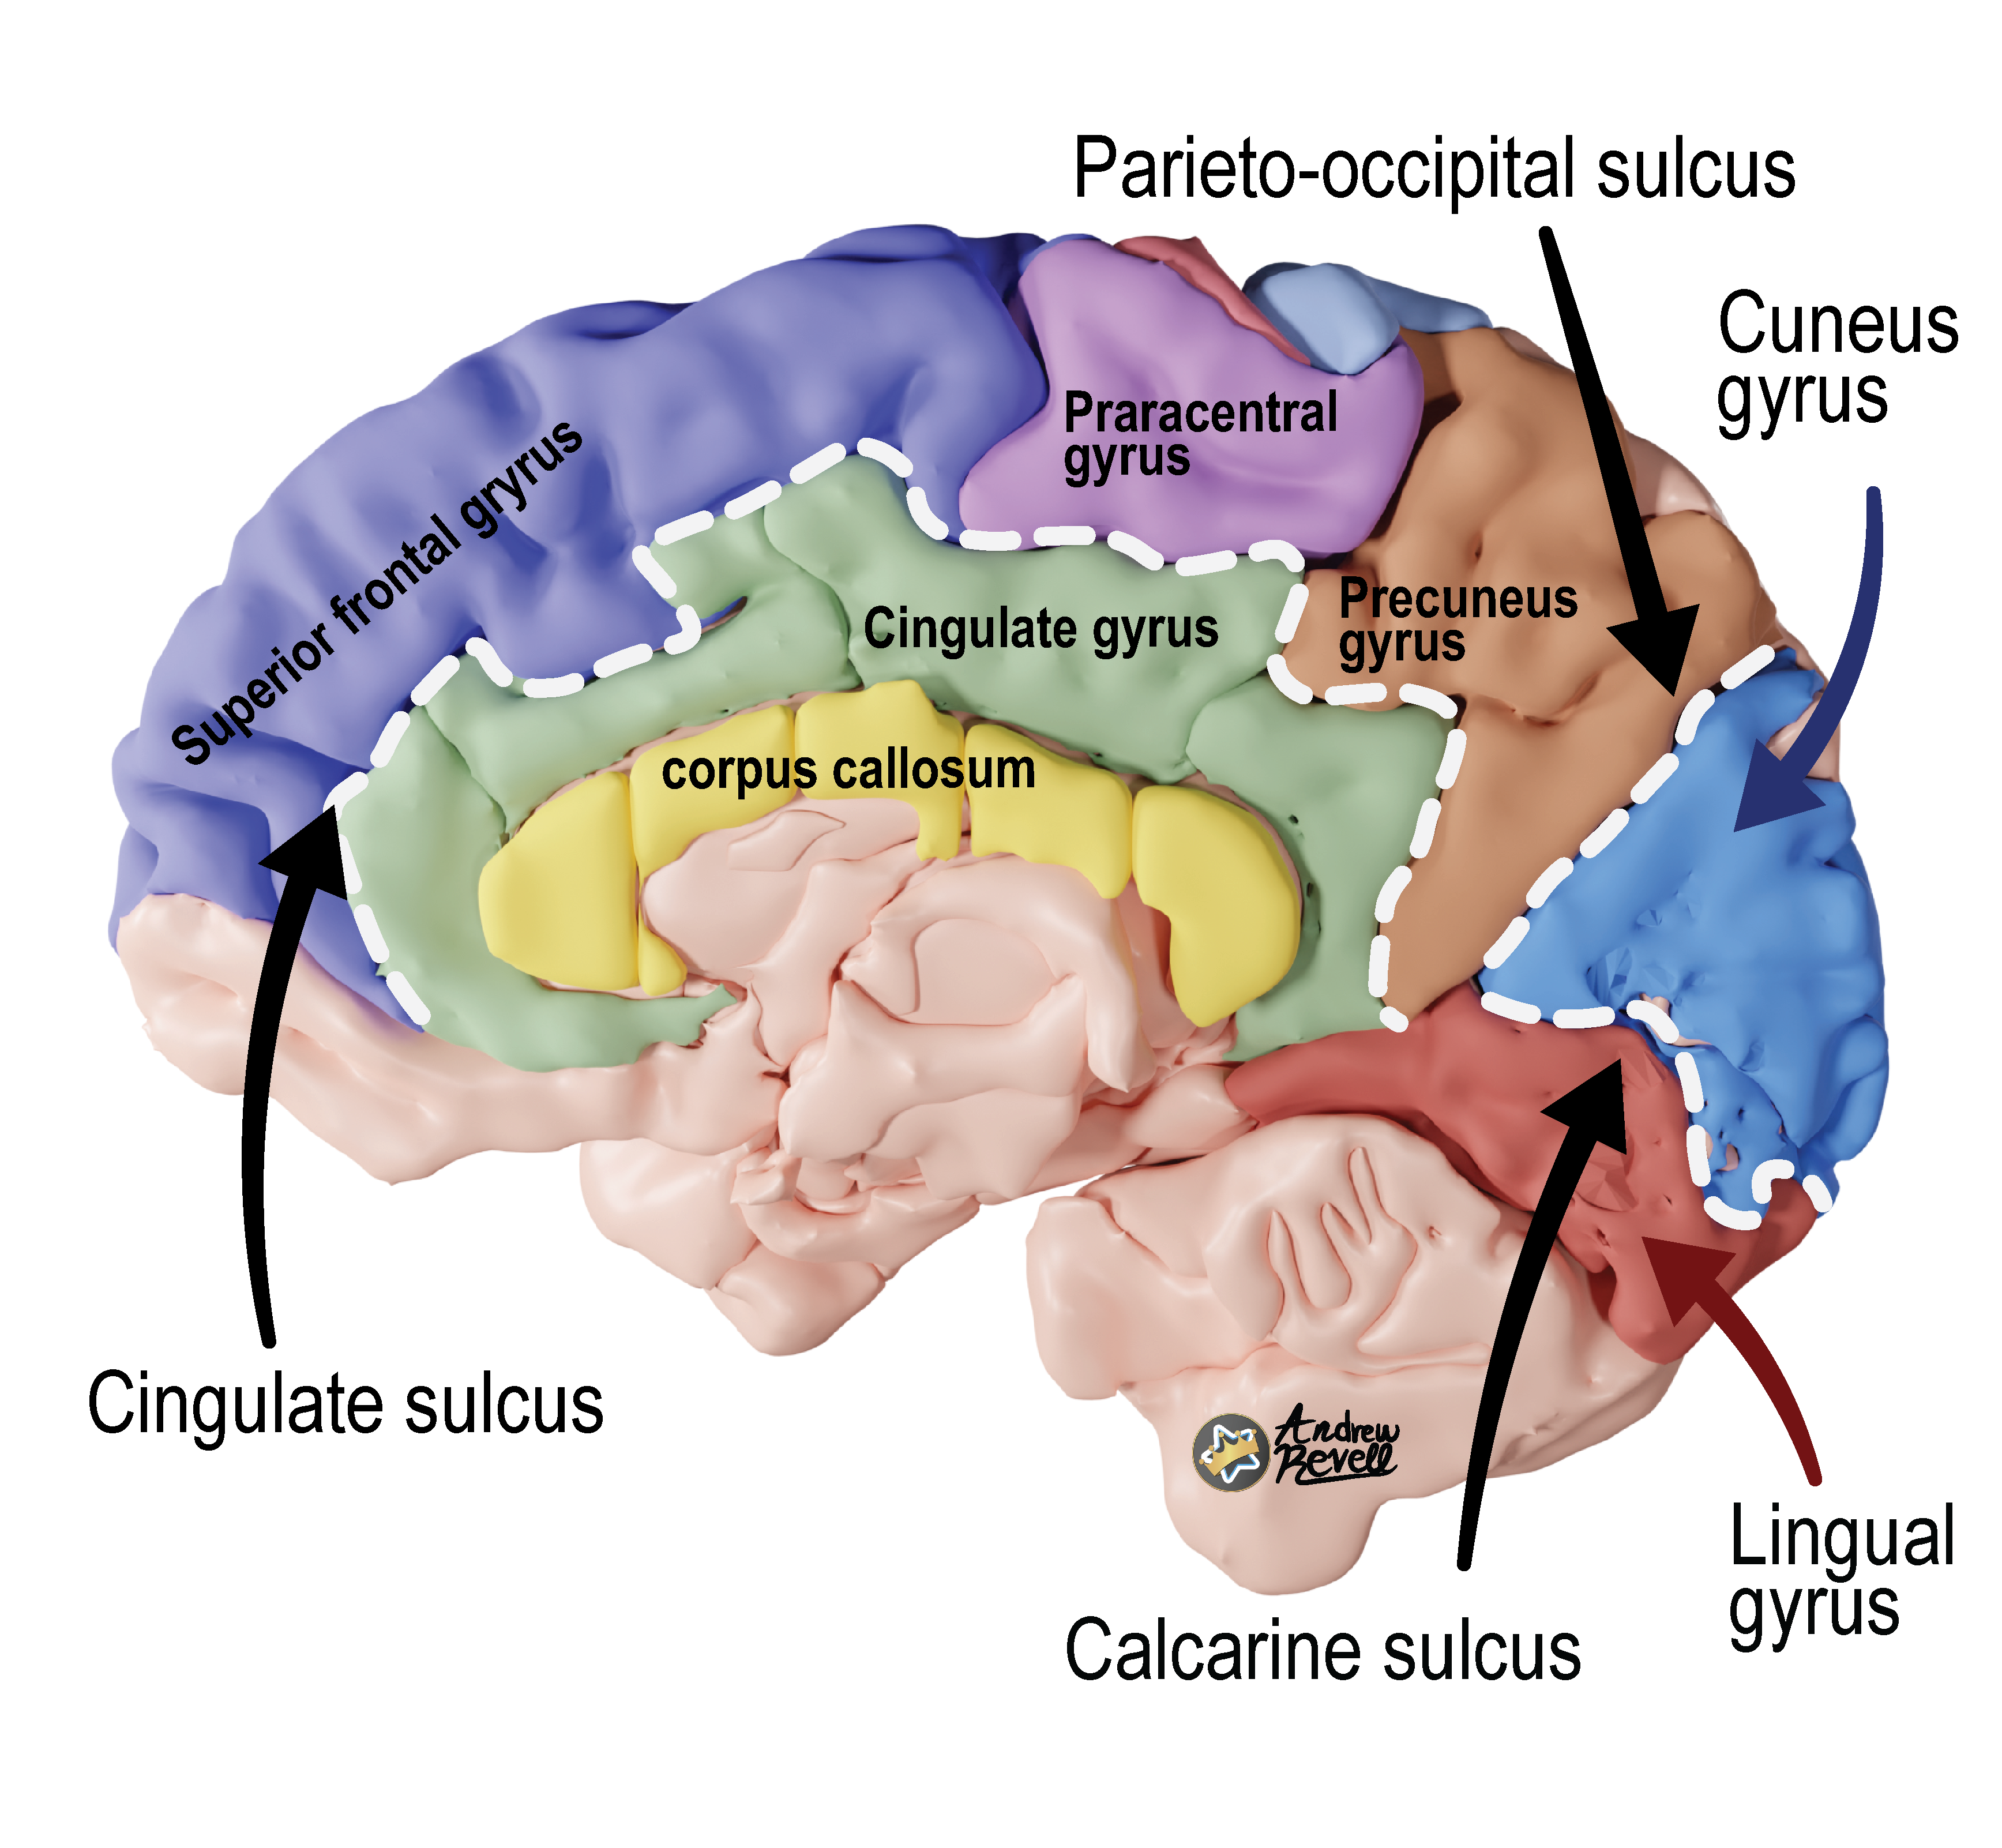 Parieto-occipital sulcus
Cuneus
gyrus
Praracentral
gyrus
Superior frontal gryrus
Cingulate gyrus
Precuneus
gyrus
corpus callosum
Cingulate sulcus
Andrew
Revell
Lingual
gyrus
Calcarine sulcus